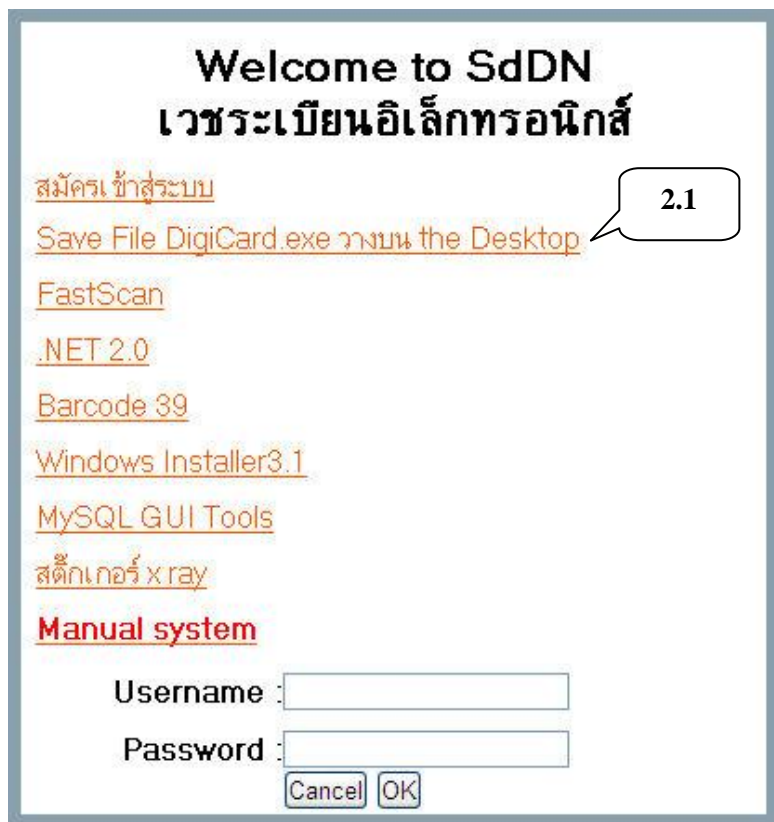 Welcome to SdDN
เวชระเบียนอิเล็กทรอนิกส์
สมัครเข้าสู่ระบบ
2.1
Save File DigiCard.exe วางบน the Desktop
FastScan
.NET 2.0
Barcode 39
Windows Installer3.1
MySQL GUI Tools
สติ๊กเกอร์ x ray
Manual system
Username :
Password :
Cancel OK